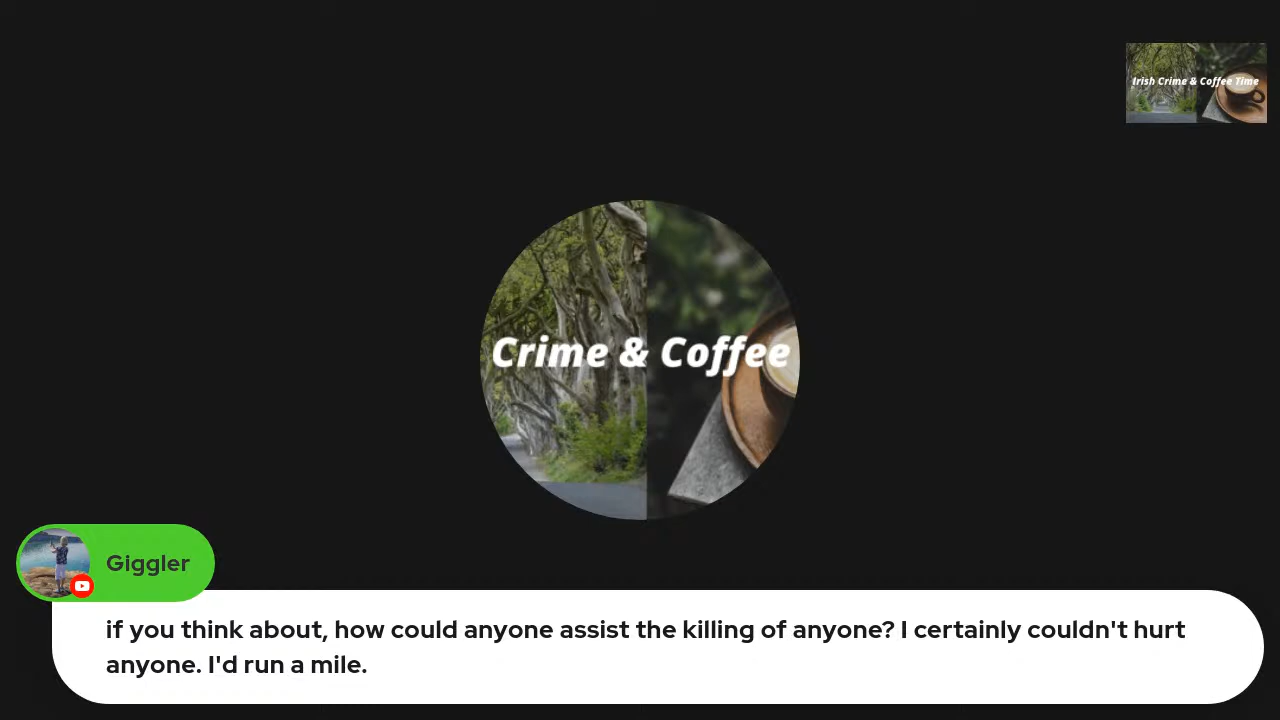 Irish Crime & Coffee Time
Crime & Coffee
Giggler
if you think about, how could anyone assist the killing of anyone? I certainly couldn't hurt
anyone. I'd run a mile.